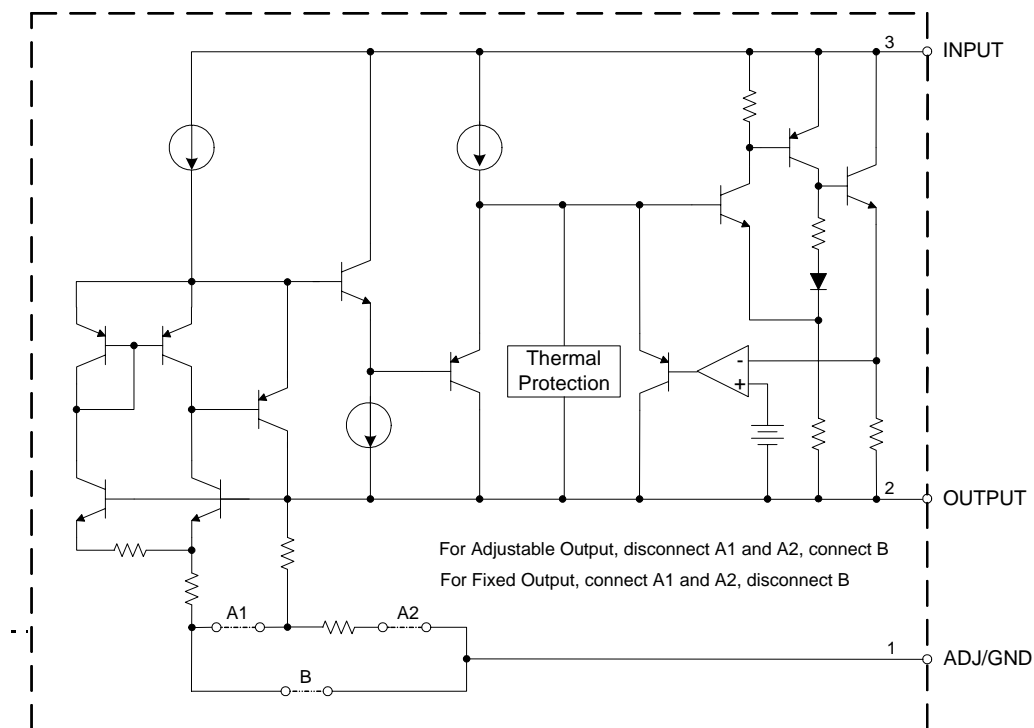 3
INPUT
Thermal
Protection
-
+
2
OUTPUT
For Adjustable Output, disconnect A1 and A2, connect B
For Fixed Output, connect A1 and A2, disconnect B
A1
A2
1
ADJ/GND
B